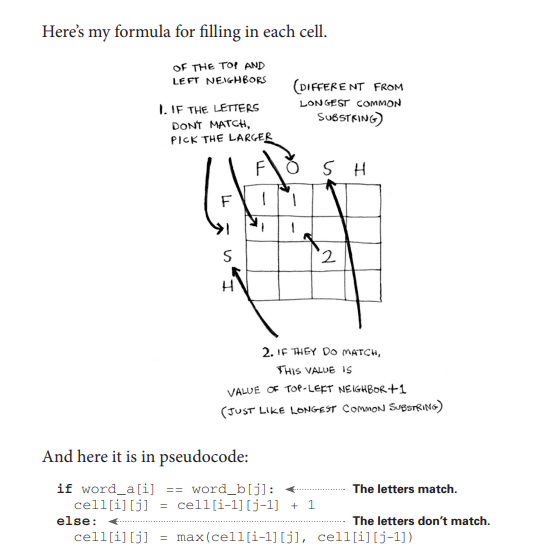 Here's my formula for filling in each cell.
OF THE TOP AND
LEFT NEIGHBORS
(DIFFERENT FROM
LONGEST COMMON
SUBSTRING)
1. IF THE LETTERS
DON'T MATCH,
PICK THE LARGER
F O S H
F 1 1
I 1 1
S 2
H
2. IF THEY DO MATCH,
THIS VALUE IS
VALUE OF TOP-LEFT NEIGHBOR+1
(JUST LIKE LONGEST COMMON SUBSTRING)
And here it is in pseudocode:
if word_a[i] == word_b[j]: The letters match.
cell[i][j] = cell[i-1][j-1] + 1
else: The letters don't match.
cell[i][j] = max(cell[i-1][j], cell[i][j-1])